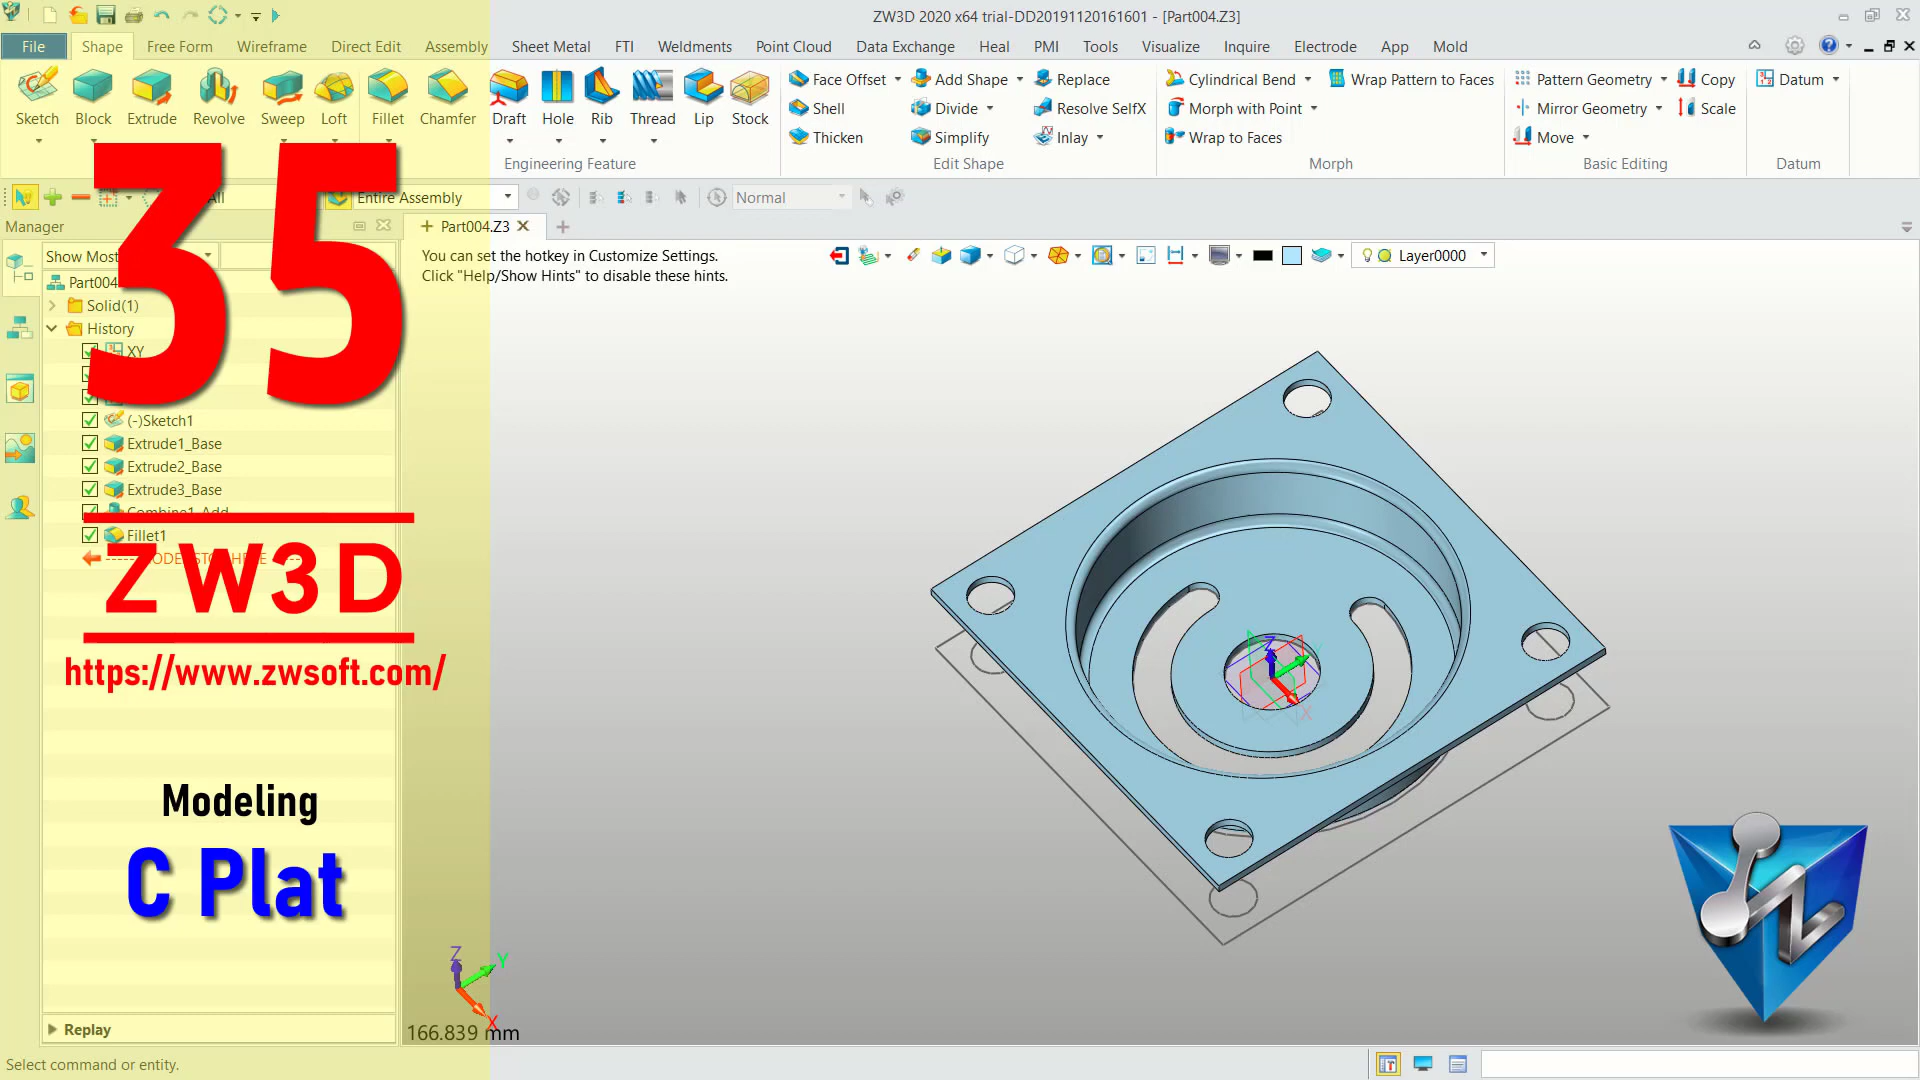 ZW3D 2020 x64 trial-DD20191120161601 - [Part004.Z3]
File Shape Free Form Wireframe Direct Edit Assembly Sheet Metal FTI Weldments Point Cloud Data Exchange Heal PMI Tools Visualize Inquire Electrode App Mold
Sketch Block Extrude Revolve Sweep Loft Fillet Chamfer Draft Hole Rib Thread Lip Stock
Face Offset Add Shape Replace Cylindrical Bend Wrap Pattern to Faces Pattern Geometry Copy Datum
Shell Divide Resolve SelfX Morph with Point Mirror Geometry Scale
Thicken Simplify Inlay Wrap to Faces Move
Engineering Feature Edit Shape Morph Basic Editing Datum
All Entire Assembly Normal
Manager
Part004.Z3
35
Show Most
You can set the hotkey in Customize Settings.
Click "Help/Show Hints" to disable these hints.
Layer0000
Part004
Solid(1)
History
XY
(-)Sketch1
Extrude1_Base
Extrude2_Base
Extrude3_Base
Combine1_Add
Fillet1
ZW3D
https://www.zwsoft.com/
Modeling
C Plat
Z
X
Z
Y
X
166.839 mm
Replay
Select command or entity.